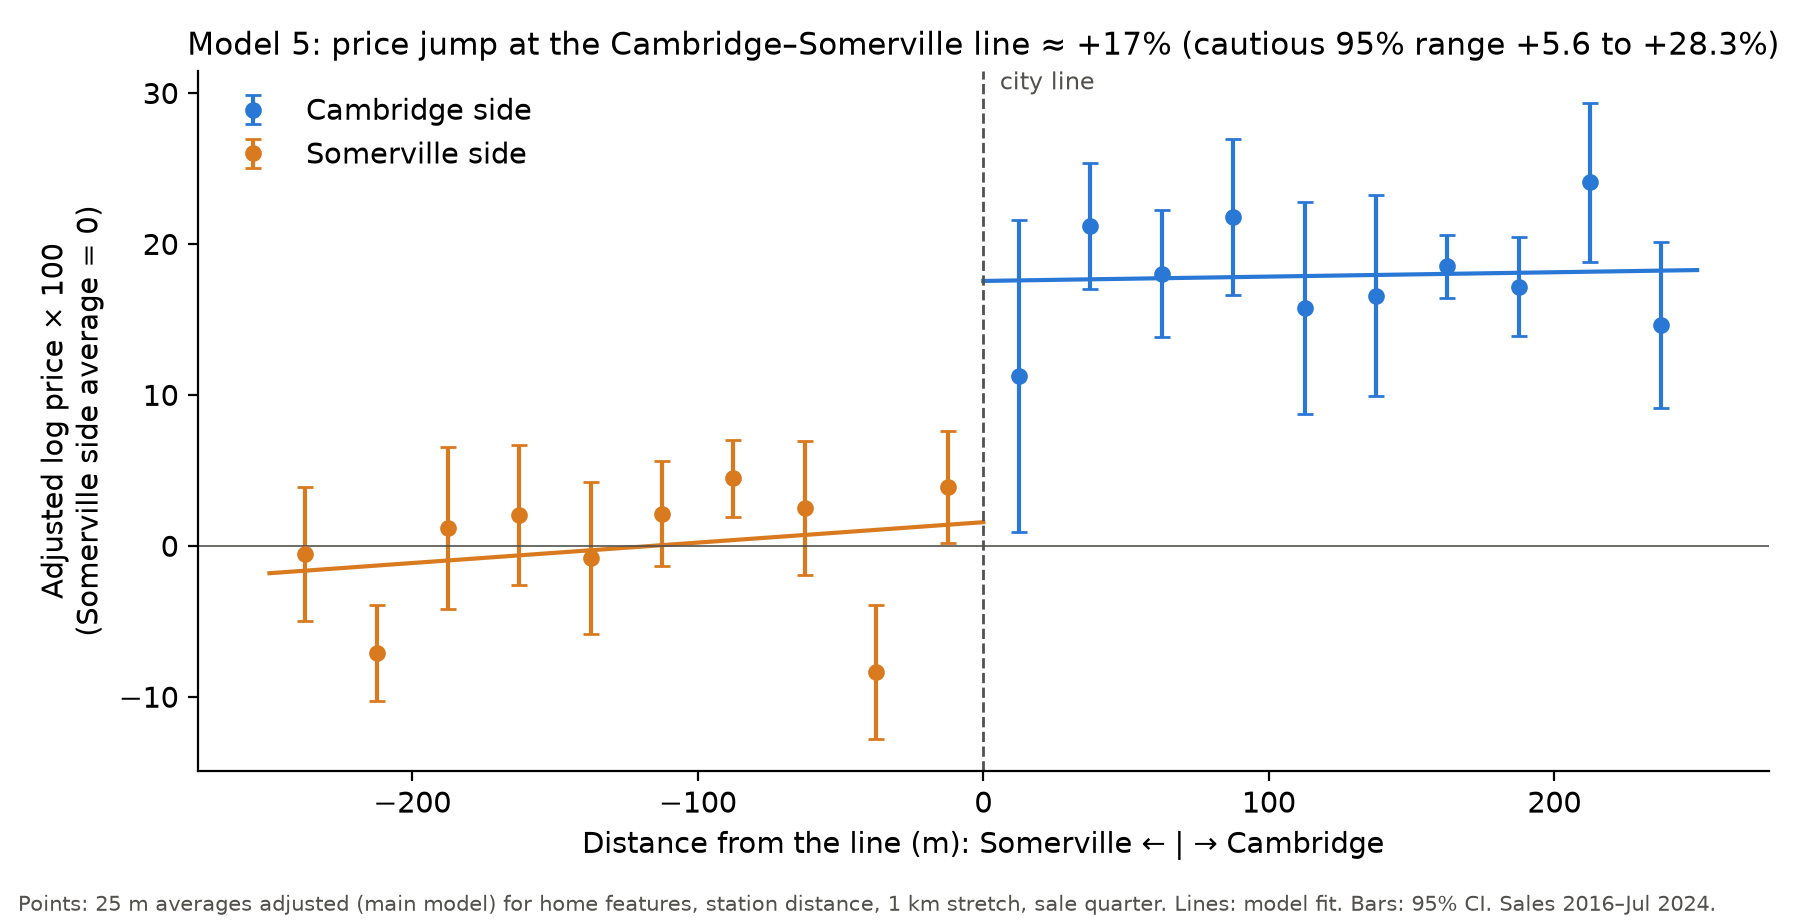 Model 5: price jump at the Cambridge–Somerville line ≈ +17% (cautious 95% range +5.6 to +28.3%)
city line
Cambridge side
Somerville side
Adjusted log price × 100
(Somerville side average = 0)
30
20
10
0
−10
−200
−100
0
100
200
Distance from the line (m): Somerville ← | → Cambridge
Points: 25 m averages adjusted (main model) for home features, station distance, 1 km stretch, sale quarter. Lines: model fit. Bars: 95% CI. Sales 2016–Jul 2024.